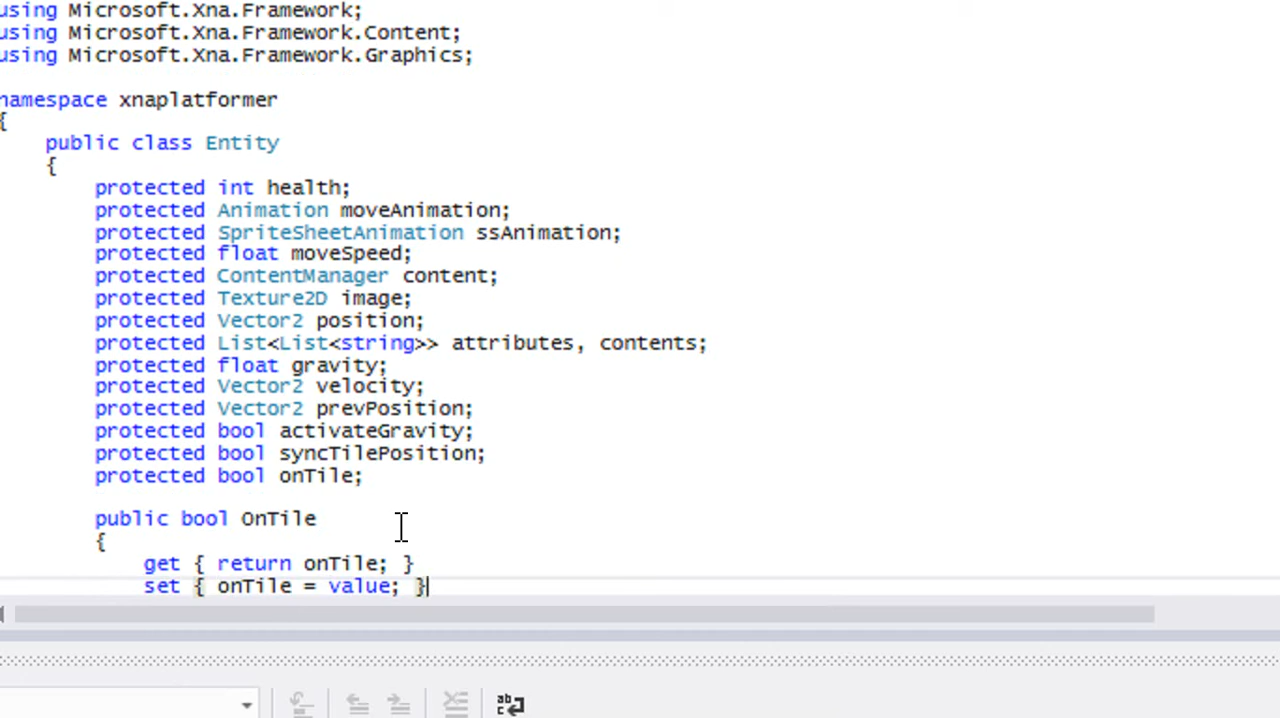 using Microsoft.Xna.Framework;
using Microsoft.Xna.Framework.Content;
using Microsoft.Xna.Framework.Graphics;
namespace xnaplatformer
{
public class Entity
{
protected int health;
protected Animation moveAnimation;
protected SpriteSheetAnimation ssAnimation;
protected float moveSpeed;
protected ContentManager content;
protected Texture2D image;
protected Vector2 position;
protected List<List<string>> attributes, contents;
protected float gravity;
protected Vector2 velocity;
protected Vector2 prevPosition;
protected bool activateGravity;
protected bool syncTilePosition;
protected bool onTile;
public bool OnTile
{
get { return onTile; }
set { onTile = value; }